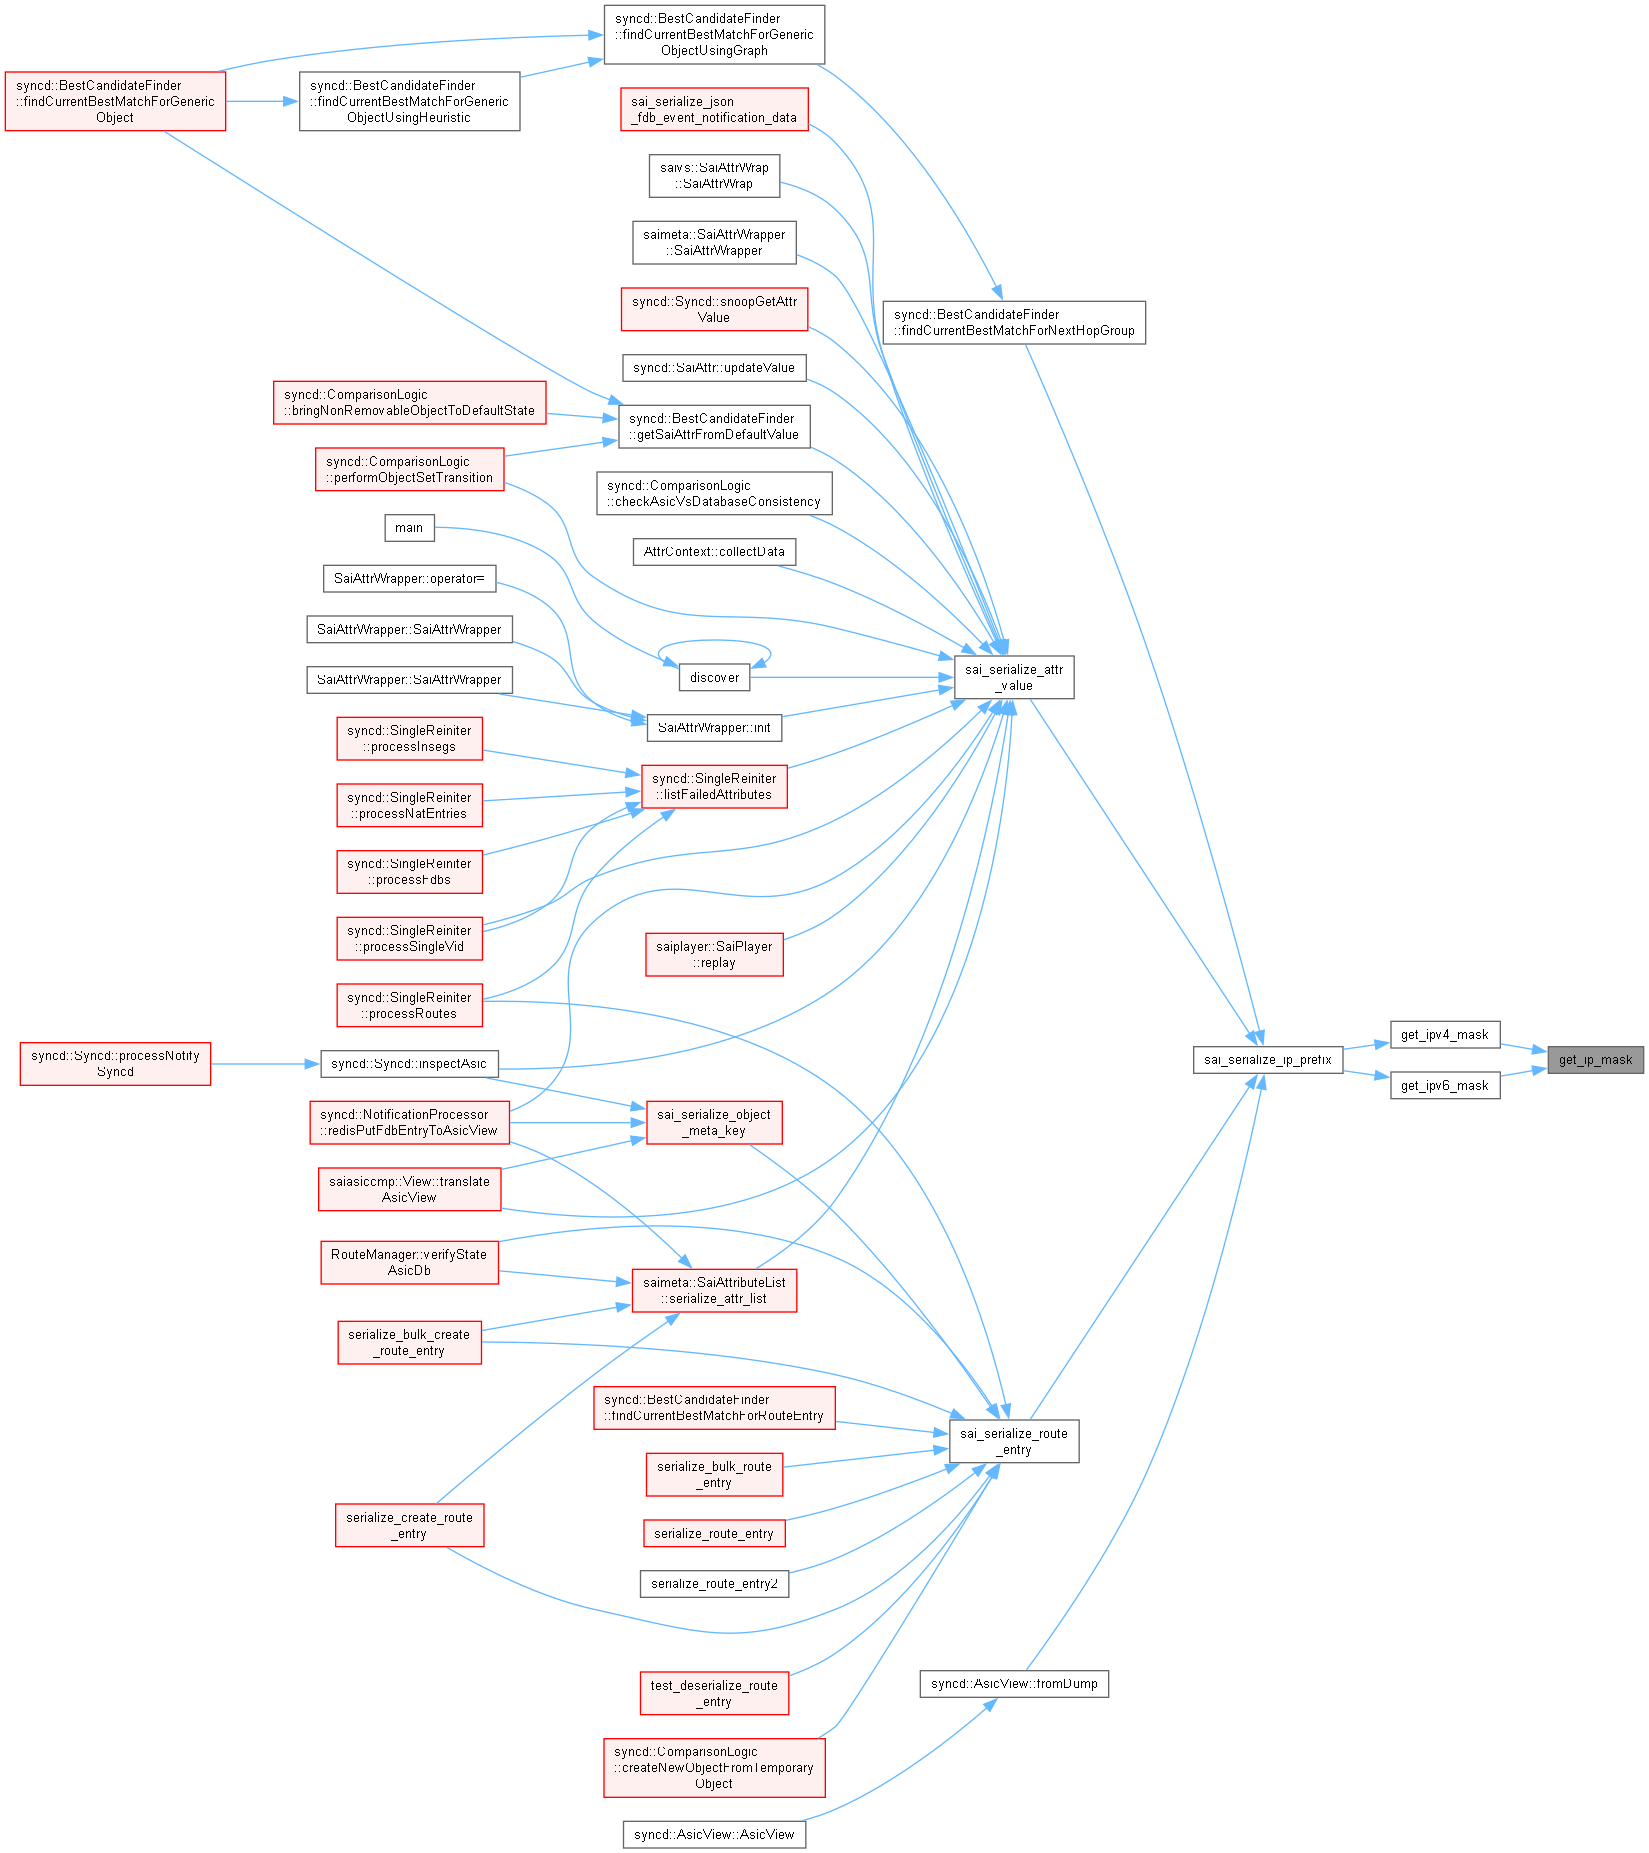 syncd::BestCandidateFinder
::findCurrentBestMatchForGeneric
ObjectUsingGraph
syncd::BestCandidateFinder
::findCurrentBestMatchForGeneric
Object
syncd::BestCandidateFinder
::findCurrentBestMatchForGeneric
ObjectUsingHeuristic
sai_serialize_json
_fdb_event_notification_data
saivs::SaiAttrWrap
::SaiAttrWrap
saimeta::SaiAttrWrapper
::SaiAttrWrapper
syncd::Syncd::snoopGetAttr
Value
syncd::BestCandidateFinder
::findCurrentBestMatchForNextHopGroup
syncd::SaiAttr::updateValue
syncd::ComparisonLogic
::bringNonRemovableObjectToDefaultState
syncd::BestCandidateFinder
::getSaiAttrFromDefaultValue
syncd::ComparisonLogic
::performObjectSetTransition
syncd::ComparisonLogic
::checkAsicVsDatabaseConsistency
main
AttrContext::collectData
SaiAttrWrapper::operator=
SaiAttrWrapper::SaiAttrWrapper
SaiAttrWrapper::SaiAttrWrapper
discover
sai_serialize_attr
_value
SaiAttrWrapper::init
syncd::SingleReiniter
::processInsegs
syncd::SingleReiniter
::listFailedAttributes
syncd::SingleReiniter
::processNatEntries
syncd::SingleReiniter
::processFdbs
syncd::SingleReiniter
::processSingleVid
saiplayer::SaiPlayer
::replay
syncd::SingleReiniter
::processRoutes
syncd::Syncd::processNotify
Syncd
syncd::Syncd::inspectAsic
sai_serialize_ip_prefix
get_ipv4_mask
get_ip_mask
get_ipv6_mask
syncd::NotificationProcessor
::redisPutFdbEntryToAsicView
sai_serialize_object
_meta_key
saiasiccmp::View::translate
AsicView
RouteManager::verifyState
AsicDb
saimeta::SaiAttributeList
::serialize_attr_list
serialize_bulk_create
_route_entry
syncd::BestCandidateFinder
::findCurrentBestMatchForRouteEntry
sai_serialize_route
_entry
serialize_bulk_route
_entry
serialize_create_route
_entry
serialize_route_entry
serialize_route_entry2
test_deserialize_route
_entry
syncd::AsicView::fromDump
syncd::ComparisonLogic
::createNewObjectFromTemporary
Object
syncd::AsicView::AsicView